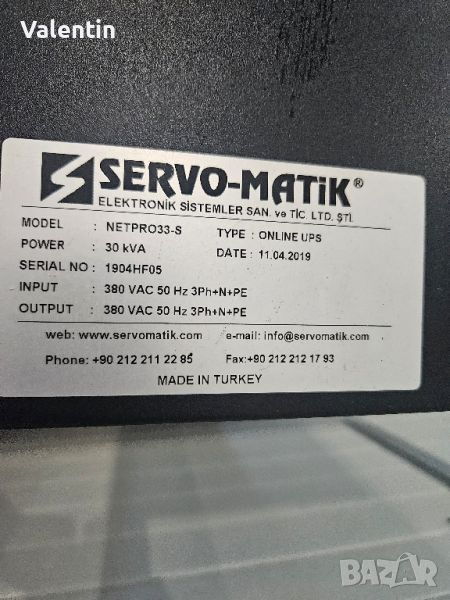 Valentin
SERVO-MATiK®
ELEKTRONİK SİSTEMLER SAN. ve TİC. LTD. ŞTİ.
MODEL : NETPRO33-S TYPE : ONLINE UPS
POWER : 30 kVA DATE : 11.04.2019
SERIAL NO : 1904HF05
INPUT : 380 VAC 50 Hz 3Ph+N+PE
OUTPUT : 380 VAC 50 Hz 3Ph+N+PE
web: www.servomatik.com e-mail: info@servomatik.com
Phone: +90 212 211 22 85 Fax:+90 212 212 17 93
MADE IN TURKEY
BAZAR